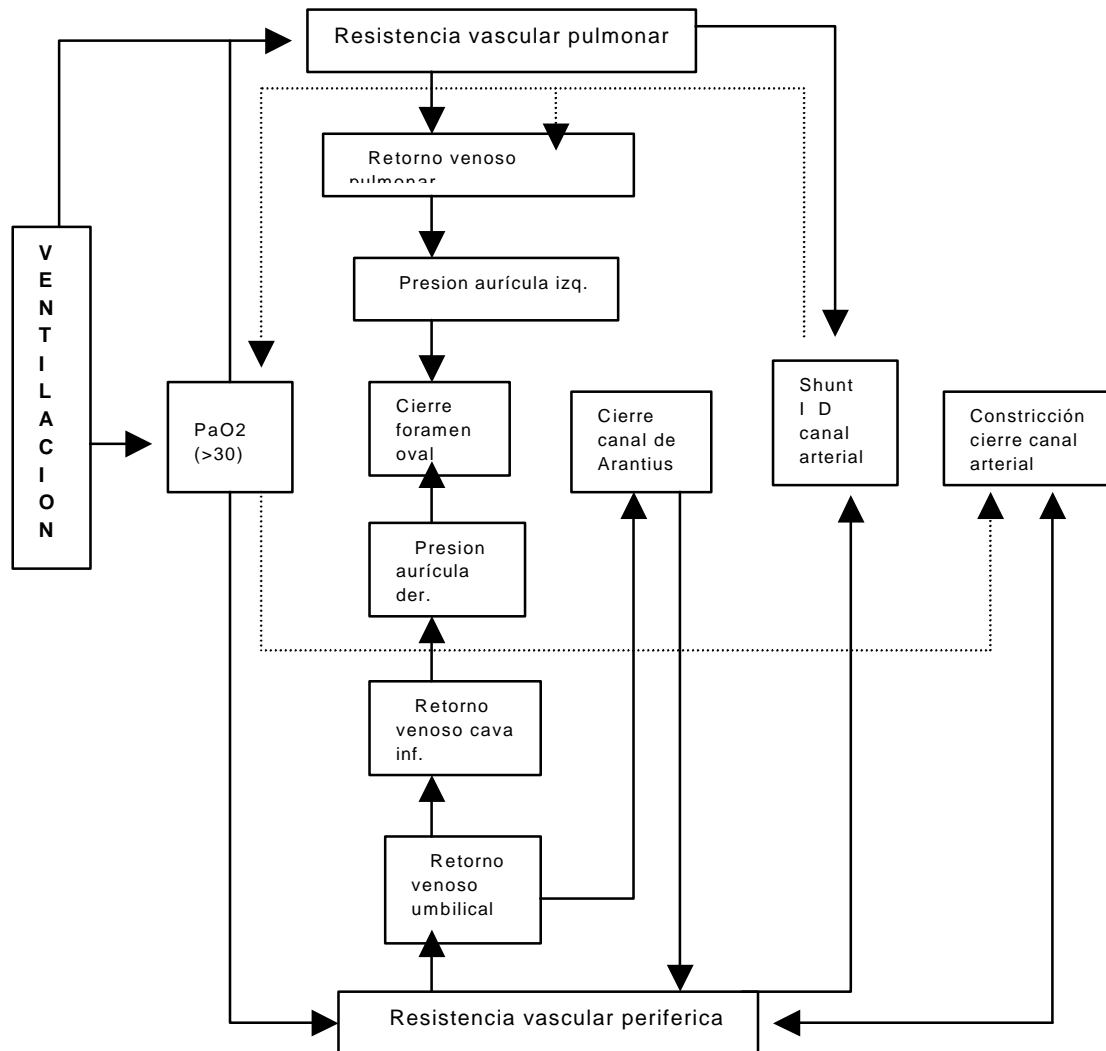 Resistencia vascular pulmonar
Retorno venoso
pulmonar
Presion aurícula izq.
VENTILACION
PaO2
(>30)
Cierre
foramen
oval
Cierre
canal de
Arantius
Shunt
I D
canal
arterial
Constricción
cierre canal
arterial
Presion
aurícula
der.
Retorno
venoso cava
inf.
Retorno
venoso
umbilical
Resistencia vascular periferica